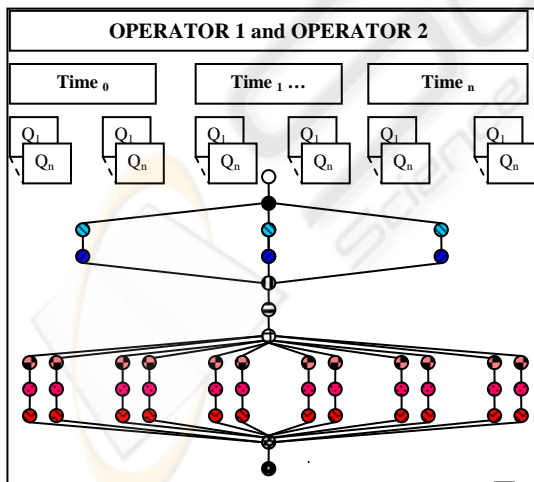 OPERATOR 1 and OPERATOR 2
Time 0 Time 1 … Time n
Q1 Q1 Q1 Q1 Q1 Q1
Qn Qn Qn Qn Qn Qn